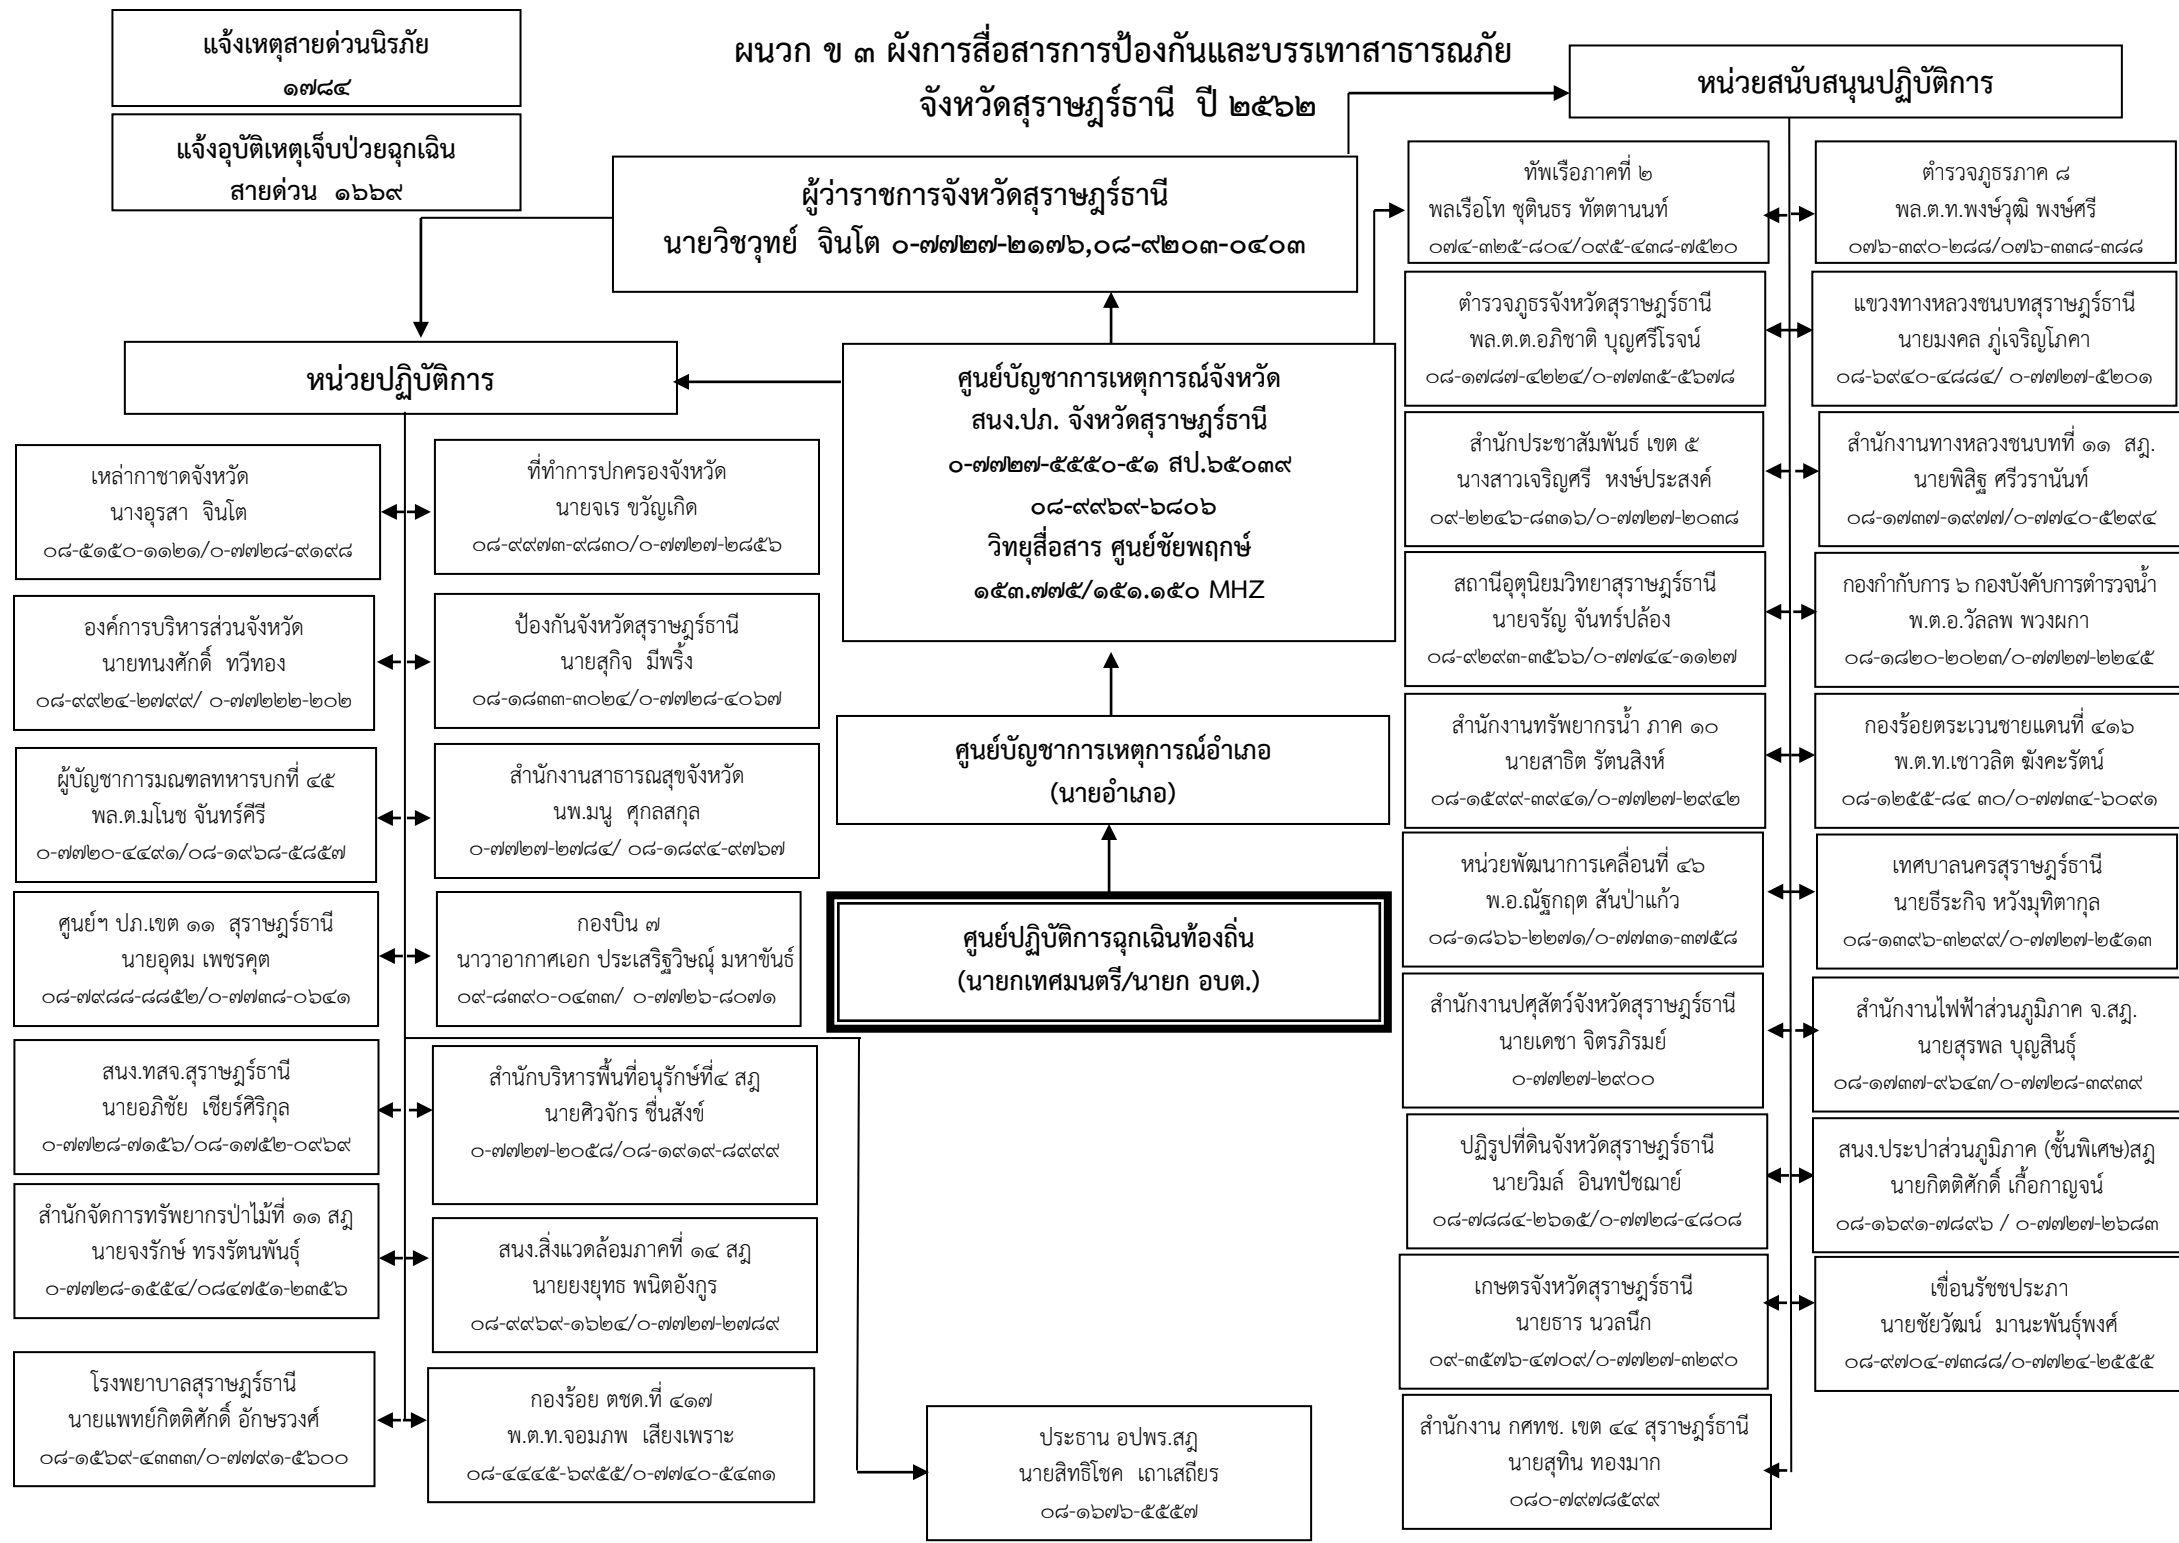 แจ้งเหตุสายด่วนนิรภัย
๑๗๘๔
แจ้งอุบัติเหตุเจ็บป่วยฉุกเฉิน
สายด่วน ๑๖๖๙
ผนวก ข ๓ ผังการสื่อสารการป้องกันและบรรเทาสาธารณภัย
จังหวัดสุราษฎร์ธานี ปี ๒๕๖๒
ผู้ว่าราชการจังหวัดสุราษฎร์ธานี
นายวิชวุทย์ จินโต ๐-๗๗๒๗-๒๑๗๖,๐๘-๙๒๐๓-๐๔๐๓
หน่วยปฏิบัติการ
ศูนย์บัญชาการเหตุการณ์จังหวัด
สนง.ปภ. จังหวัดสุราษฎร์ธานี
๐-๗๗๒๗-๕๕๕๐-๕๑ สป.๖๕๐๓๙
๐๘-๙๙๖๙-๖๘๐๖
วิทยุสื่อสาร ศูนย์ชัยพฤกษ์
๑๕๓.๗๗๕/๑๕๑.๑๕๐ MHZ
ศูนย์บัญชาการเหตุการณ์อำเภอ
(นายอำเภอ)
ศูนย์ปฏิบัติการฉุกเฉินท้องถิ่น
(นายกเทศมนตรี/นายก อบต.)
เหล่ากาชาดจังหวัด
นางอุรสา จินโต
๐๘-๕๑๕๐-๑๑๒๑/๐-๗๗๒๘-๙๑๙๘
ที่ทำการปกครองจังหวัด
นายจเร ขวัญเกิด
๐๘-๙๙๗๓-๙๘๓๐/๐-๗๗๒๗-๒๘๕๖
องค์การบริหารส่วนจังหวัด
นายทนงศักดิ์ ทวีทอง
๐๘-๙๙๒๔-๒๗๙๙/ ๐-๗๗๒๒๒-๒๐๒
ป้องกันจังหวัดสุราษฎร์ธานี
นายสุกิจ มีพริ้ง
๐๘-๑๘๓๓-๓๐๒๔/๐-๗๗๒๘-๔๐๖๗
ผู้บัญชาการมณฑลทหารบกที่ ๔๕
พล.ต.มโนช จันทร์คีรี
๐-๗๗๒๐-๔๔๙๑/๐๘-๑๙๖๘-๕๘๕๗
สำนักงานสาธารณสุขจังหวัด
นพ.มนู ศุกลสกุล
๐-๗๗๒๗-๒๗๘๔/ ๐๘-๑๘๙๔-๙๗๖๗
ศูนย์ฯ ปภ.เขต ๑๑ สุราษฎร์ธานี
นายอุดม เพชรคุต
๐๘-๗๙๘๘-๘๘๕๒/๐-๗๗๓๘-๐๖๔๑
กองบิน ๗
นาวาอากาศเอก ประเสริฐวิษณุ์ มหาขันธ์
๐๙-๘๓๙๐-๐๔๓๓/ ๐-๗๗๒๖-๘๐๗๑
สนง.ทสจ.สุราษฎร์ธานี
นายอภิชัย เชียร์ศิริกุล
๐-๗๗๒๘-๗๑๕๖/๐๘-๑๗๕๒-๐๙๖๙
สำนักบริหารพื้นที่อนุรักษ์ที่๔ สฎ
นายศิวจักร ชื่นสังข์
๐-๗๗๒๗-๒๐๕๘/๐๘-๑๙๑๙-๘๙๙๙
สำนักจัดการทรัพยากรป่าไม้ที่ ๑๑ สฎ
นายจงรักษ์ ทรงรัตนพันธุ์
๐-๗๗๒๘-๑๕๕๔/๐๘๔๗๕๑-๒๓๕๖
สนง.สิ่งแวดล้อมภาคที่ ๑๔ สฎ
นายยงยุทธ พนิตอังกูร
๐๘-๙๙๖๙-๑๖๒๔/๐-๗๗๒๗-๒๗๘๙
โรงพยาบาลสุราษฎร์ธานี
นายแพทย์กิตติศักดิ์ อักษรวงศ์
๐๘-๑๕๖๙-๔๓๓๓/๐-๗๗๙๑-๕๖๐๐
กองร้อย ตชด.ที่ ๔๑๗
พ.ต.ท.จอมภพ เสียงเพราะ
๐๘-๔๔๔๕-๖๙๕๕/๐-๗๗๔๐-๕๔๓๑
ประธาน อปพร.สฎ
นายสิทธิโชค เถาเสถียร
๐๘-๑๖๗๖-๕๕๕๗
หน่วยสนับสนุนปฏิบัติการ
ทัพเรือภาคที่ ๒
พลเรือโท ชุตินธร ทัตตานนท์
๐๗๔-๓๒๕-๘๐๔/๐๙๕-๔๓๘-๗๕๒๐
ตำรวจภูธรภาค ๘
พล.ต.ท.พงษ์วุฒิ พงษ์ศรี
๐๗๖-๓๙๐-๒๘๘/๐๗๖-๓๓๘-๓๘๘
ตำรวจภูธรจังหวัดสุราษฎร์ธานี
พล.ต.ต.อภิชาติ บุญศรีโรจน์
๐๘-๑๗๘๗-๔๒๒๔/๐-๗๗๓๕-๕๖๗๘
แขวงทางหลวงชนบทสุราษฎร์ธานี
นายมงคล ภู่เจริญโภคา
๐๘-๖๙๔๐-๔๘๘๔/ ๐-๗๗๒๗-๕๒๐๑
สำนักประชาสัมพันธ์ เขต ๕
นางสาวเจริญศรี หงษ์ประสงค์
๐๙-๒๒๔๖-๘๓๑๖/๐-๗๗๒๗-๒๐๓๘
สำนักงานทางหลวงชนบทที่ ๑๑ สฎ.
นายพิสิฐ ศรีวรานันท์
๐๘-๑๗๓๗-๑๙๗๗/๐-๗๗๔๐-๕๒๙๔
สถานีอุตุนิยมวิทยาสุราษฎร์ธานี
นายจรัญ จันทร์ปล้อง
๐๘-๙๒๙๓-๓๕๖๖/๐-๗๗๔๔-๑๑๒๗
กองกำกับการ ๖ กองบังคับการตำรวจน้ำ
พ.ต.อ.วัลลพ พวงผกา
๐๘-๑๘๒๐-๒๐๒๓/๐-๗๗๒๗-๒๒๔๕
สำนักงานทรัพยากรน้ำ ภาค ๑๐
นายสาธิต รัตนสิงห์
๐๘-๑๕๙๙-๓๙๔๑/๐-๗๗๒๗-๒๙๔๒
กองร้อยตระเวนชายแดนที่ ๔๑๖
พ.ต.ท.เชาวลิต ฆังคะรัตน์
๐๘-๑๒๕๕-๘๔ ๓๐/๐-๗๗๓๔-๖๐๙๑
หน่วยพัฒนาการเคลื่อนที่ ๔๖
พ.อ.ณัฐกฤต สันป่าแก้ว
๐๘-๑๘๖๖-๒๒๗๑/๐-๗๗๓๑-๓๗๕๘
เทศบาลนครสุราษฎร์ธานี
นายธีระกิจ หวังมุทิตากุล
๐๘-๑๓๙๖-๓๒๙๙/๐-๗๗๒๗-๒๕๑๓
สำนักงานปศุสัตว์จังหวัดสุราษฎร์ธานี
นายเดชา จิตรภิรมย์
๐-๗๗๒๗-๒๙๐๐
สำนักงานไฟฟ้าส่วนภูมิภาค จ.สฎ.
นายสุรพล บุญสินธุ์
๐๘-๑๗๓๗-๙๖๔๓/๐-๗๗๒๘-๓๙๓๙
ปฏิรูปที่ดินจังหวัดสุราษฎร์ธานี
นายวิมล์ อินทปัชฌาย์
๐๘-๗๘๘๔-๒๖๑๕/๐-๗๗๒๘-๔๘๐๘
สนง.ประปาส่วนภูมิภาค (ชั้นพิเศษ)สฎ
นายกิตติศักดิ์ เกื้อกาญจน์
๐๘-๑๖๙๑-๗๘๙๖ / ๐-๗๗๒๗-๒๖๘๓
เกษตรจังหวัดสุราษฎร์ธานี
นายธาร นวลนึก
๐๙-๓๕๗๖-๔๗๐๙/๐-๗๗๒๗-๓๒๙๐
เขื่อนรัชชประภา
นายชัยวัฒน์ มานะพันธุ์พงศ์
๐๘-๙๗๐๔-๗๓๘๘/๐-๗๗๒๔-๒๕๕๕
สำนักงาน กศทช. เขต ๔๔ สุราษฎร์ธานี
นายสุทิน ทองมาก
๐๘๐-๗๙๗๘๕๙๙